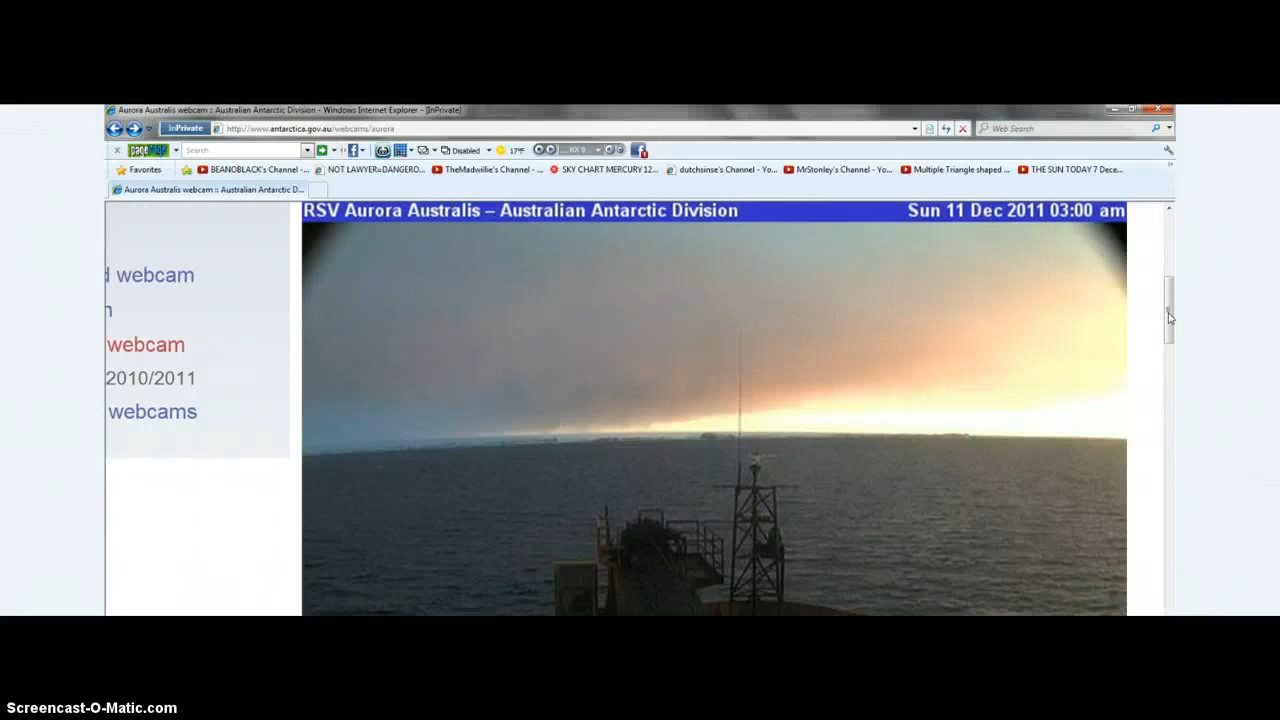 Aurora Australis webcam :: Australian Antarctic Division - Windows Internet Explorer - [InPrivate]
InPrivate http://www.antarctica.gov.au/webcams/aurora Web Search
x pagerage Search Disabled 17°F KX 9...
Favorites BEANOBLACK's Channel -... NOT LAWYER=DANGERO... TheMadwillie's Channel - ... SKY CHART MERCURY 12... dutchsinse's Channel - Yo... MrStonley's Channel - Yo... Multiple Triangle shaped ... THE SUN TODAY 7 Dece...
Aurora Australis webcam :: Australian Antarctic D...
RSV Aurora Australis – Australian Antarctic Division Sun 11 Dec 2011 03:00 am
d webcam
webcam
2010/2011
webcams
Screencast-O-Matic.com